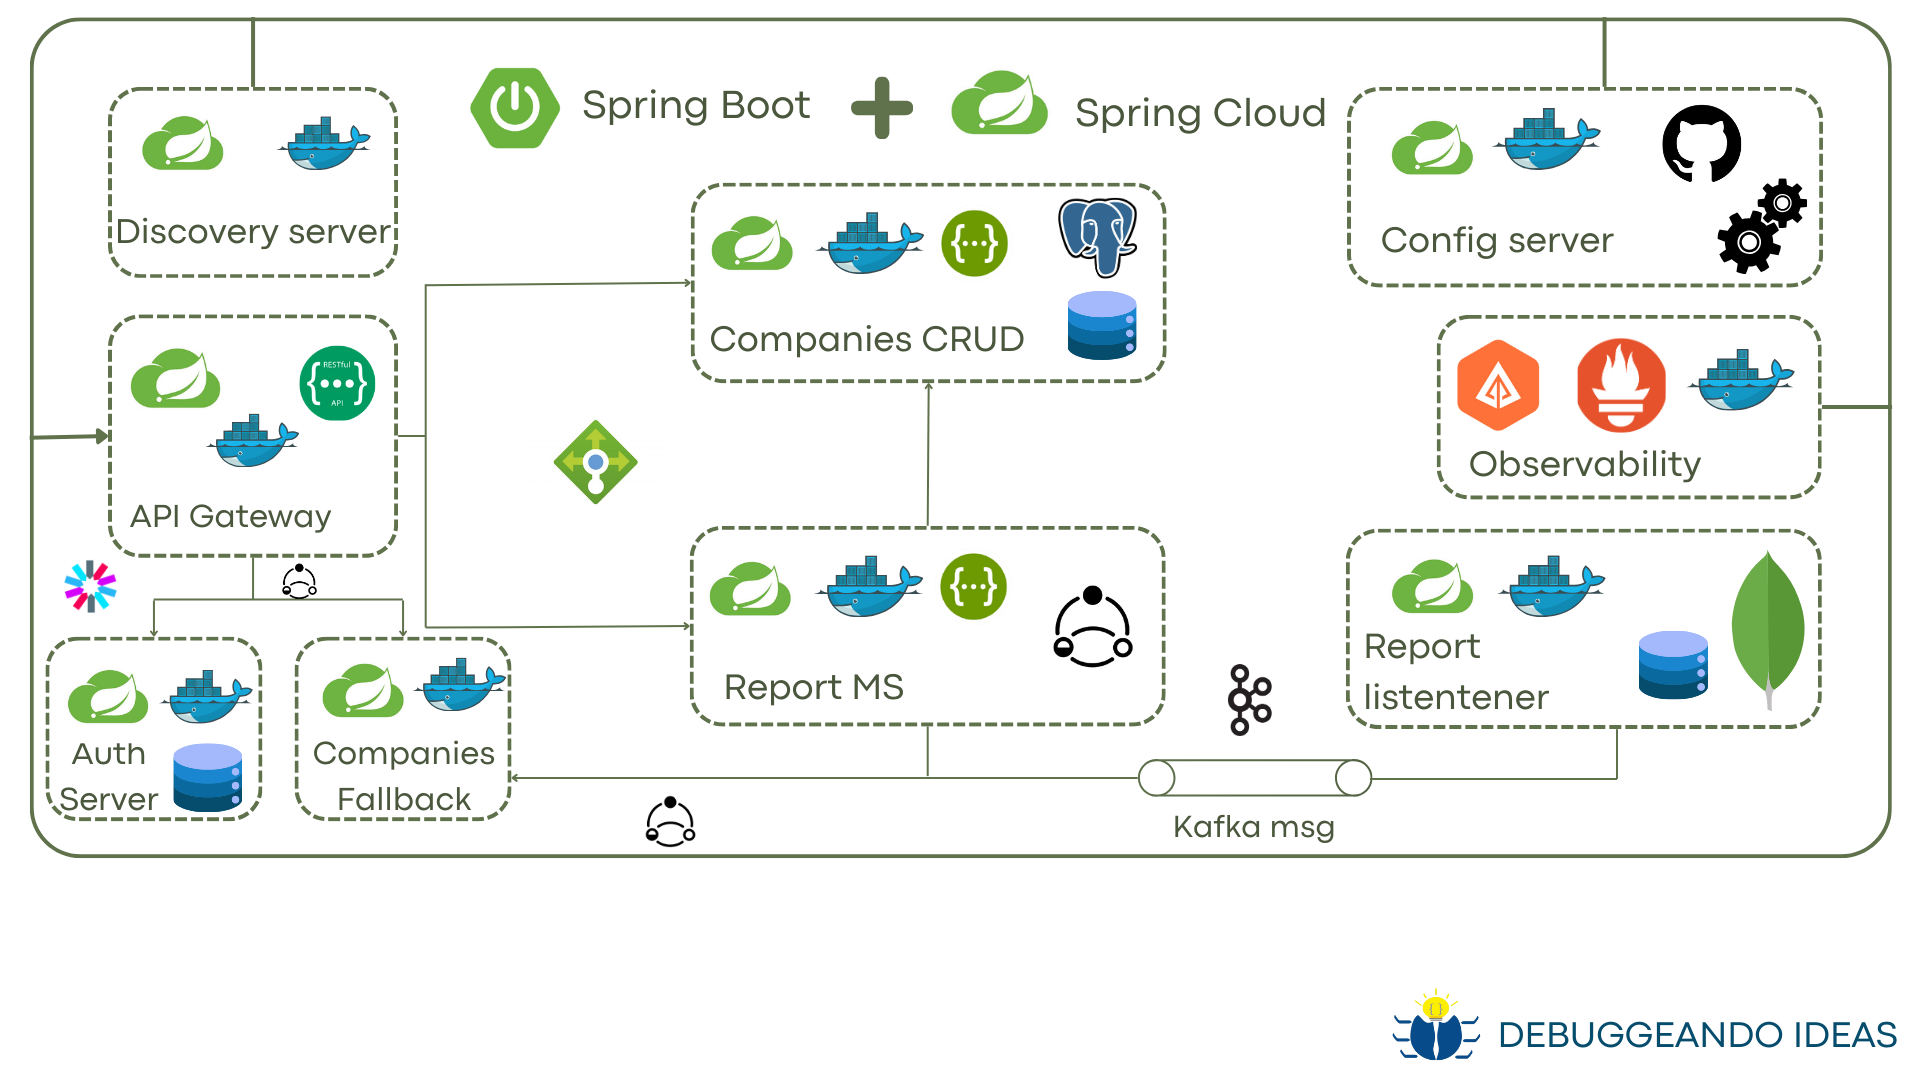 Spring Boot
Spring Cloud
Discovery server
Config server
Companies CRUD
RESTful
API
API Gateway
Observability
Report MS
Report
listentener
Auth
Server
Companies
Fallback
Kafka msg
DEBUGGEANDO IDEAS